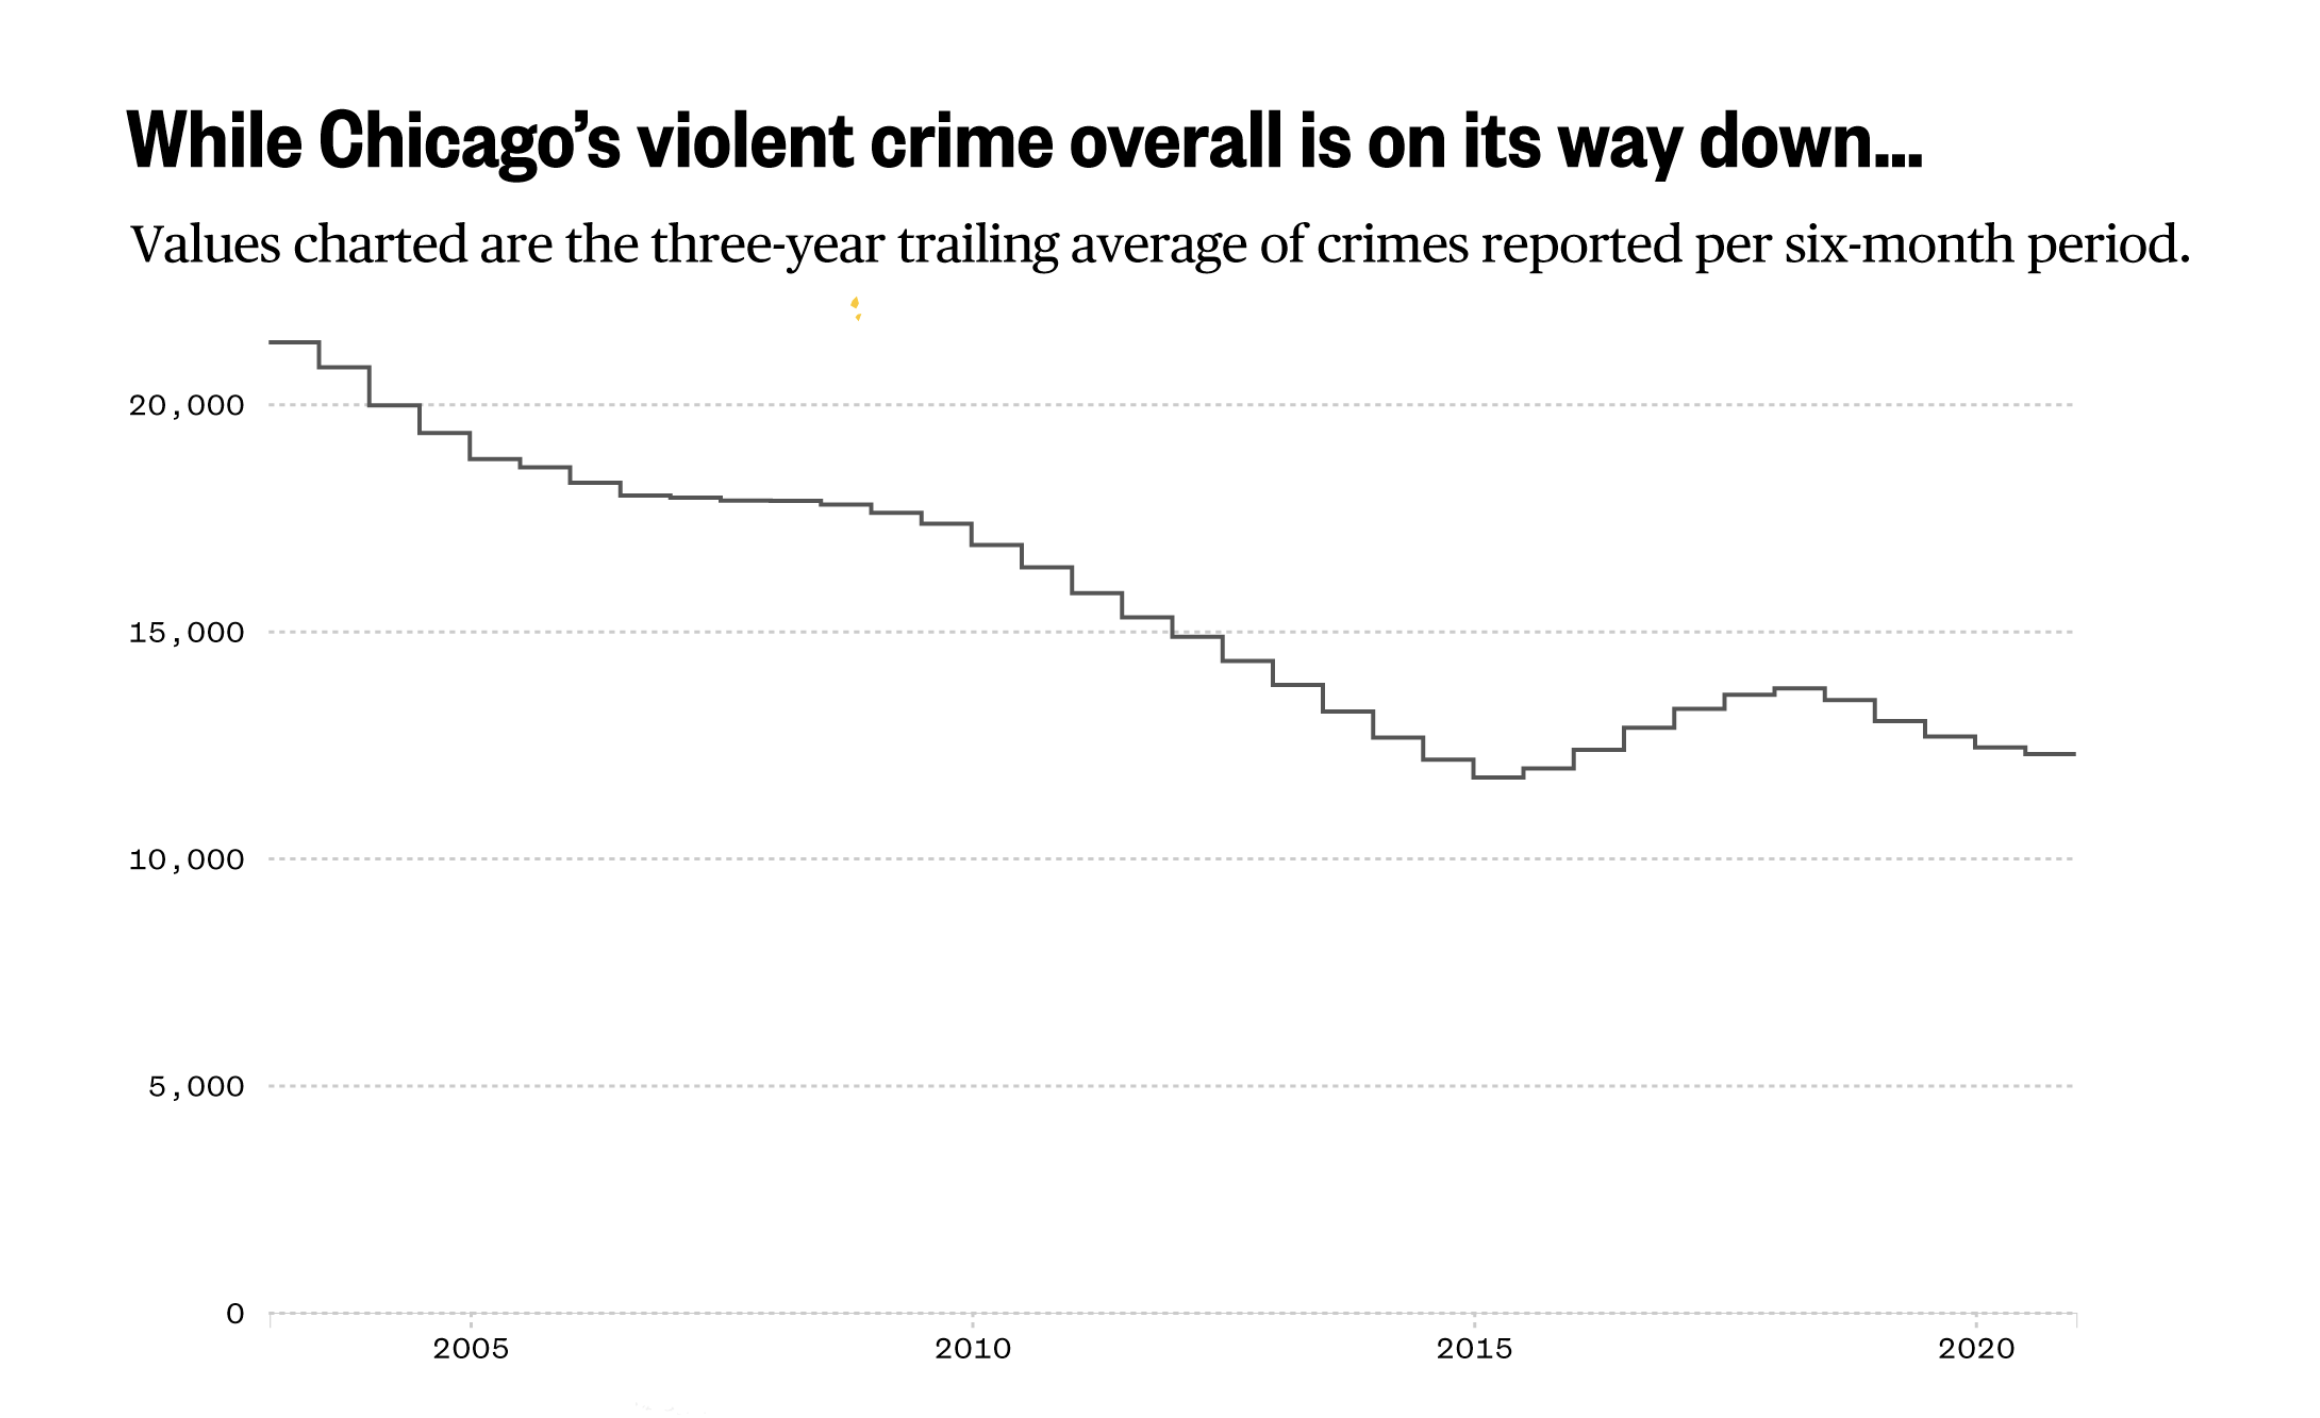 While Chicago’s violent crime overall is on its way down...
Values charted are the three-year trailing average of crimes reported per six-month period.
20,000
15,000
10,000
5,000
0
2005 2010 2015 2020